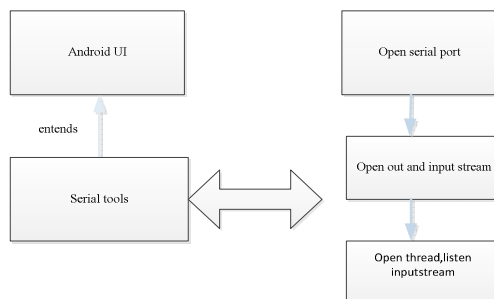 Android UI
entends
Serial tools
Open serial port
Open out and input stream
Open thread,listen
inputstream